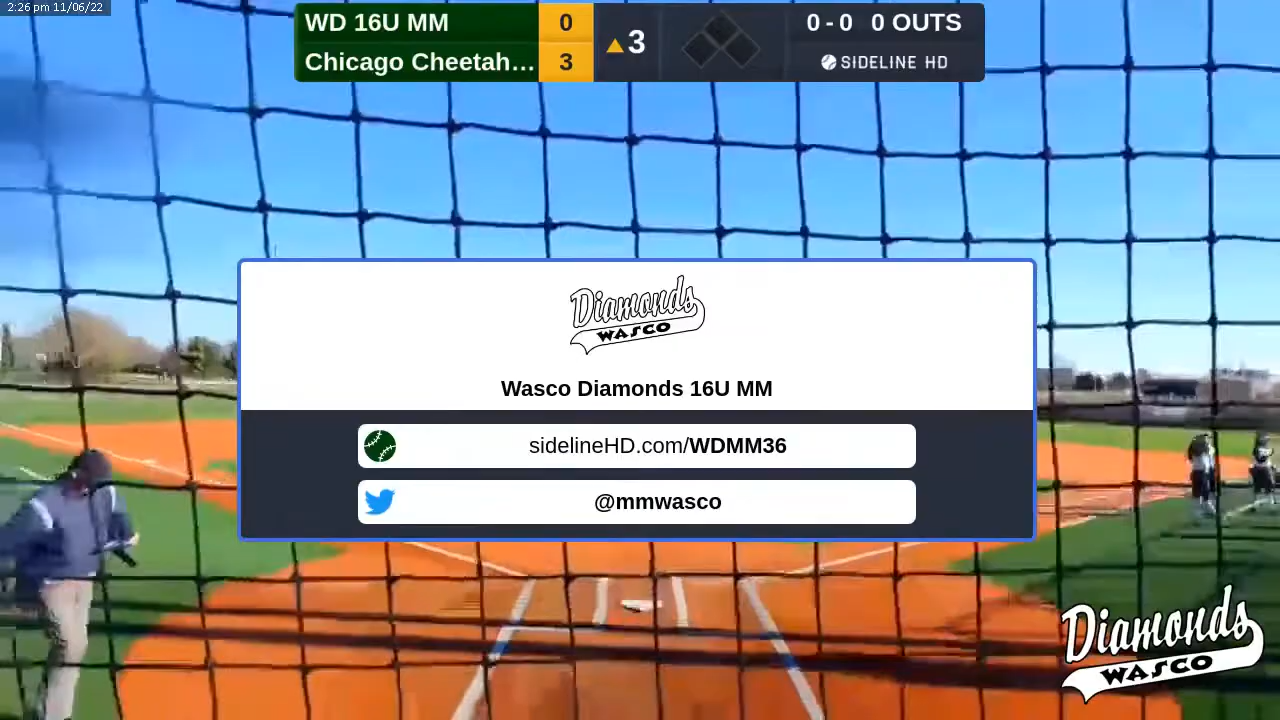 2:26 pm 11/06/22
WD 16U MM 0
Chicago Cheetah... 3
▲3
0-0 0 OUTS
SIDELINE HD
Diamonds
WASCO
Wasco Diamonds 16U MM
sidelineHD.com/WDMM36
@mmwasco
Diamonds
WASCO